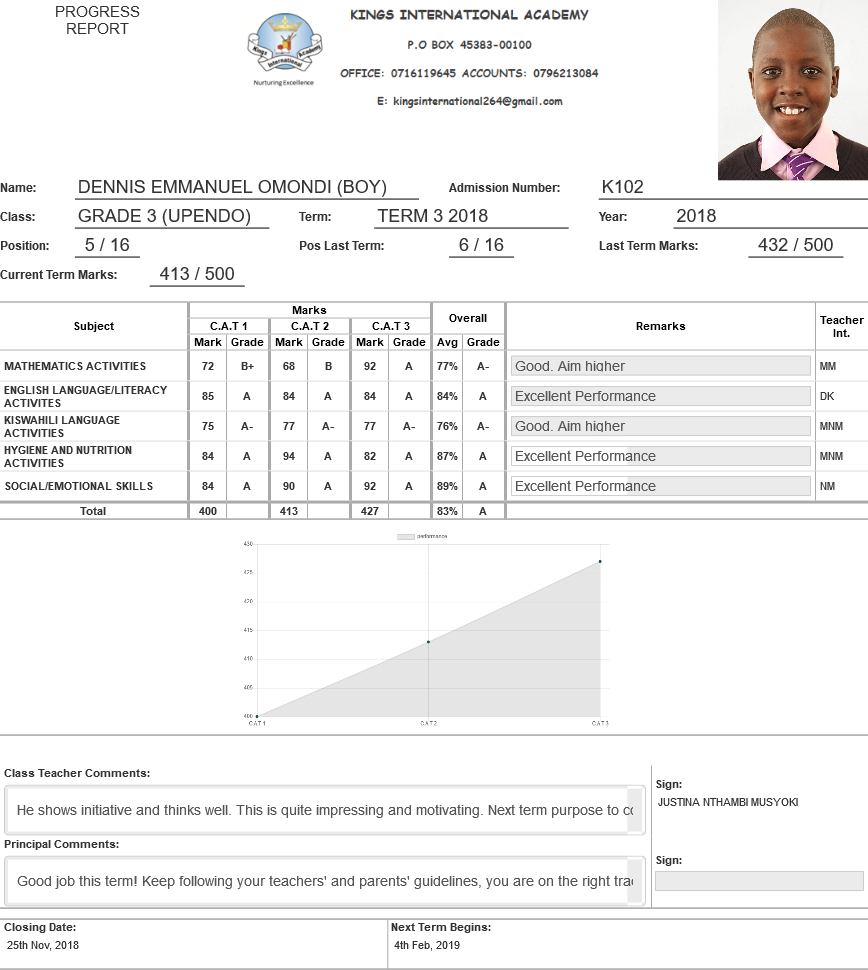 PROGRESS
REPORT
KINGS INTERNATIONAL ACADEMY
P.O BOX 45383-00100
OFFICE: 0716119645 ACCOUNTS: 0796213084
E: kingsinternational264@gmail.com
Kings Academy
International
Nurturing Excellence
Name: DENNIS EMMANUEL OMONDI (BOY) Admission Number: K102
Class: GRADE 3 (UPENDO) Term: TERM 3 2018 Year: 2018
Position: 5 / 16 Pos Last Term: 6 / 16 Last Term Marks: 432 / 500
Current Term Marks: 413 / 500
Subject Marks Overall Remarks Teacher Int.
C.A.T 1 C.A.T 2 C.A.T 3
Mark Grade Mark Grade Mark Grade Avg Grade
MATHEMATICS ACTIVITIES 72 B+ 68 B 92 A 77% A- Good. Aim higher MM
ENGLISH LANGUAGE/LITERACY
ACTIVITES 85 A 84 A 84 A 84% A Excellent Performance DK
KISWAHILI LANGUAGE
ACTIVITIES 75 A- 77 A- 77 A- 76% A- Good. Aim higher MNM
HYGIENE AND NUTRITION
ACTIVITIES 84 A 94 A 82 A 87% A Excellent Performance MNM
SOCIAL/EMOTIONAL SKILLS 84 A 90 A 92 A 89% A Excellent Performance NM
Total 400 413 427 83% A
performance
430
425
420
415
410
405
400
CAT1 CAT2 CAT3
Class Teacher Comments:
He shows initiative and thinks well. This is quite impressing and motivating. Next term purpose to
Sign:
JUSTINA NTHAMBI MUSYOKI
Principal Comments:
Good job this term! Keep following your teachers' and parents' guidelines, you are on the right
Sign:
Closing Date: Next Term Begins:
25th Nov, 2018 4th Feb, 2019